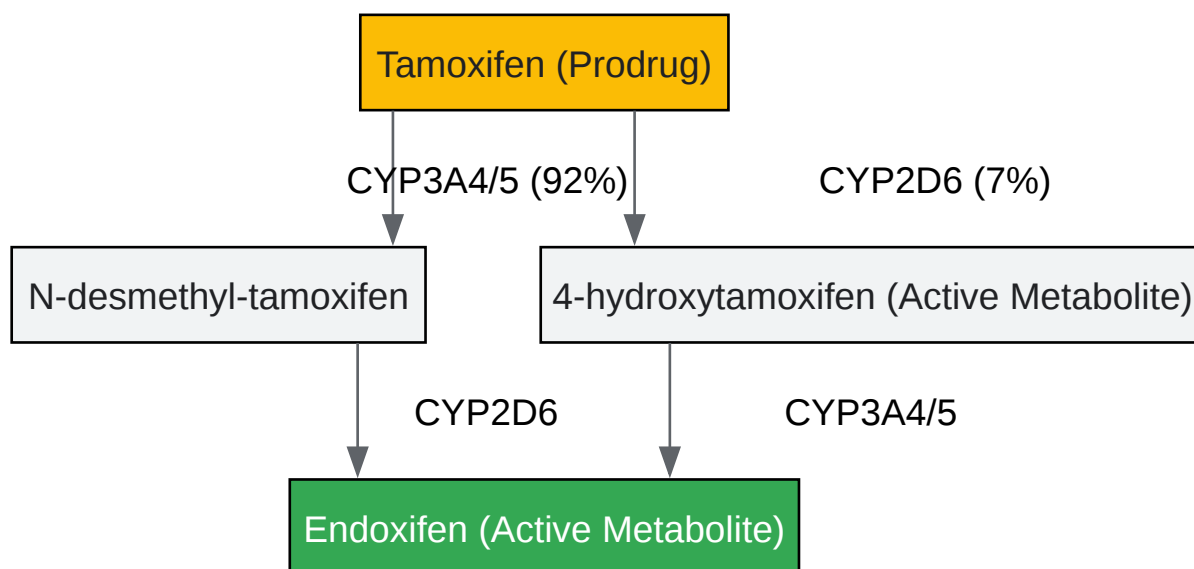 Tamoxifen (Prodrug)
CYP3A4/5 (92%)
CYP2D6 (7%)
N-desmethyl-tamoxifen
4-hydroxytamoxifen (Active Metabolite)
CYP2D6
CYP3A4/5
Endoxifen (Active Metabolite)